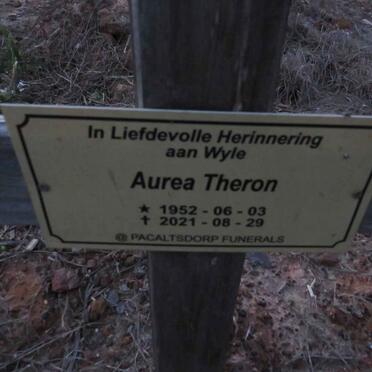 In Liefdevolle Herinnering
aan Wyle
Aurea Theron
★ 1952 - 06 - 03
✝ 2021 - 08 - 29
@ PACALTSDORP FUNERALS